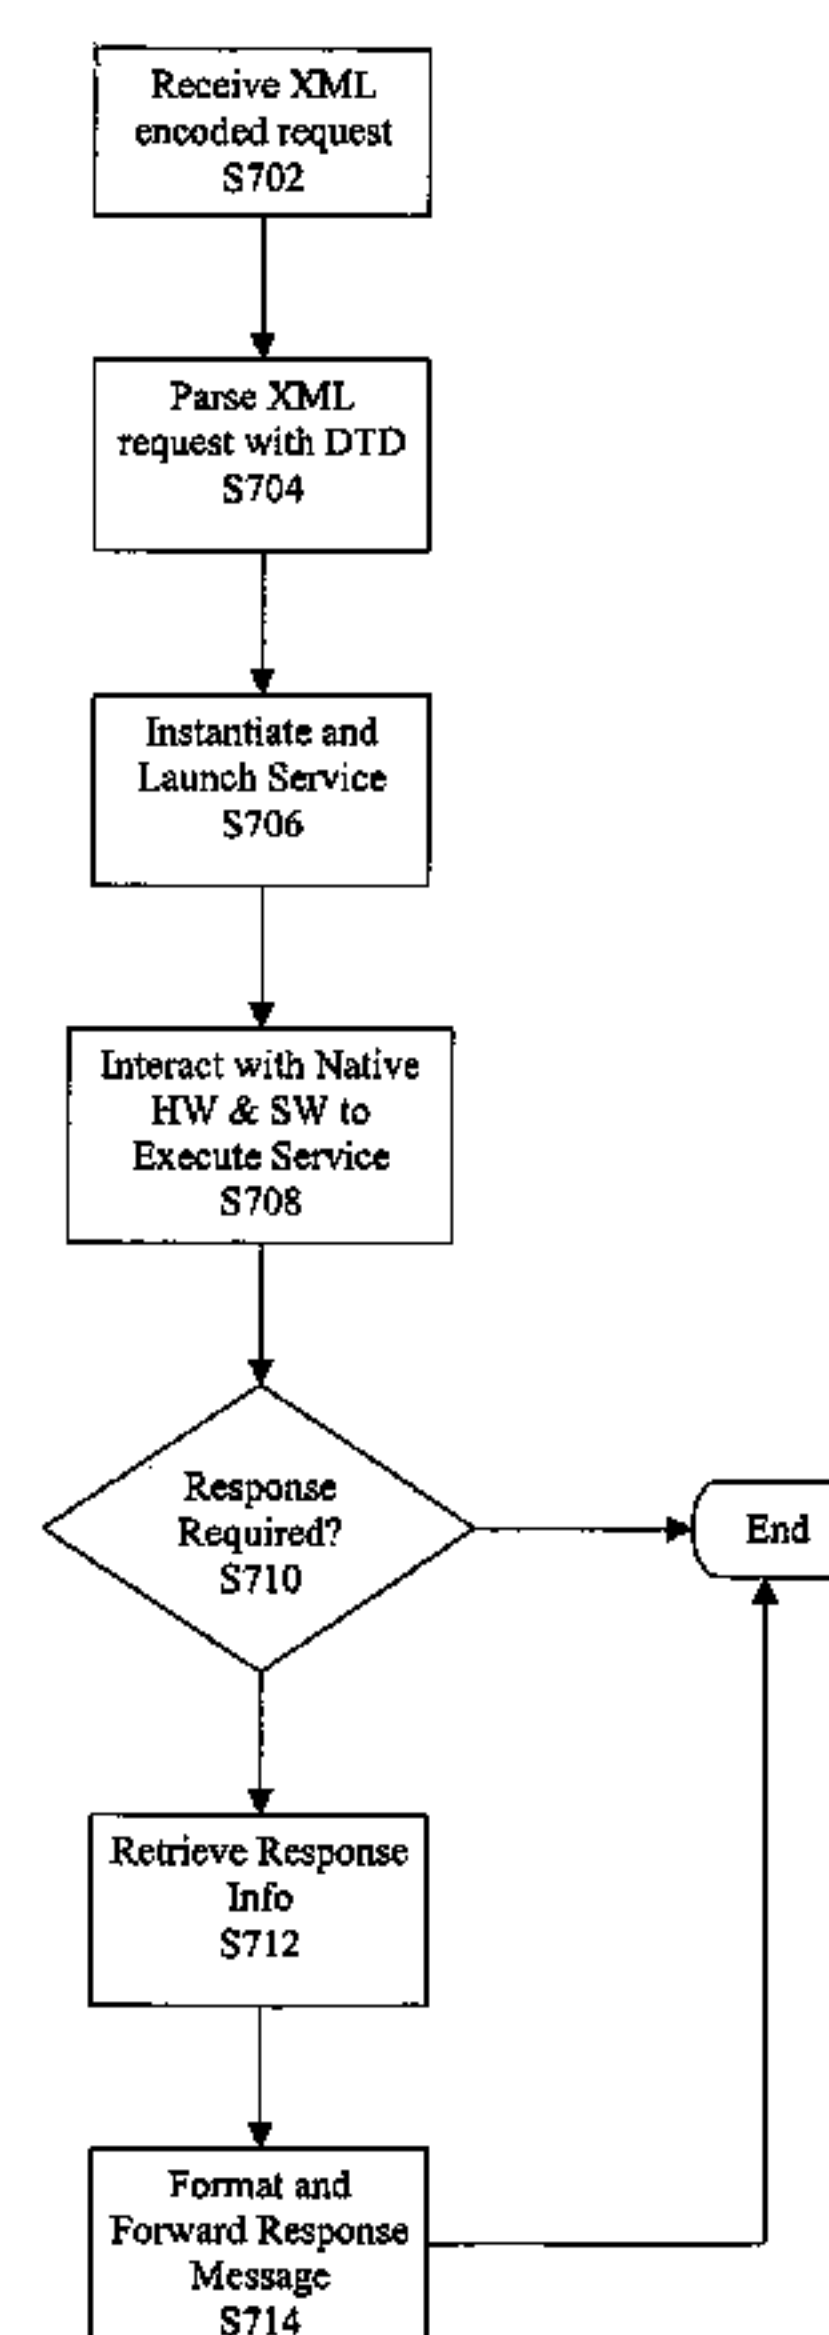 Receive XML
encoded request
S702
Parse XML
request with DTD
S704
Instantiate and
Launch Service
S706
Interact with Native
HW & SW to
Execute Service
S708
Response
Required?
S710
End
Retrieve Response
Info
S712
Format and
Forward Response
Message
S714